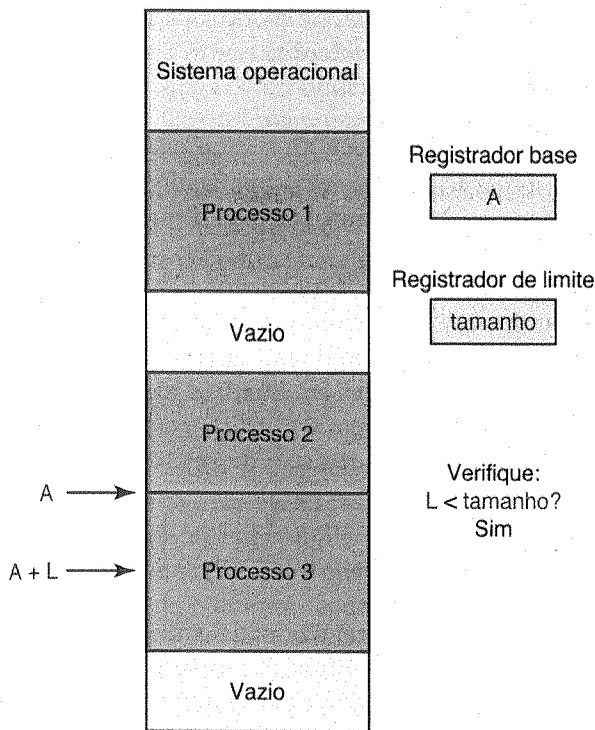 Sistema operacional
Processo 1
Vazio
Processo 2
Processo 3
Vazio
A
A + L
Registrador base
A
Registrador de limite
tamanho
Verifique:
L < tamanho?
Sim